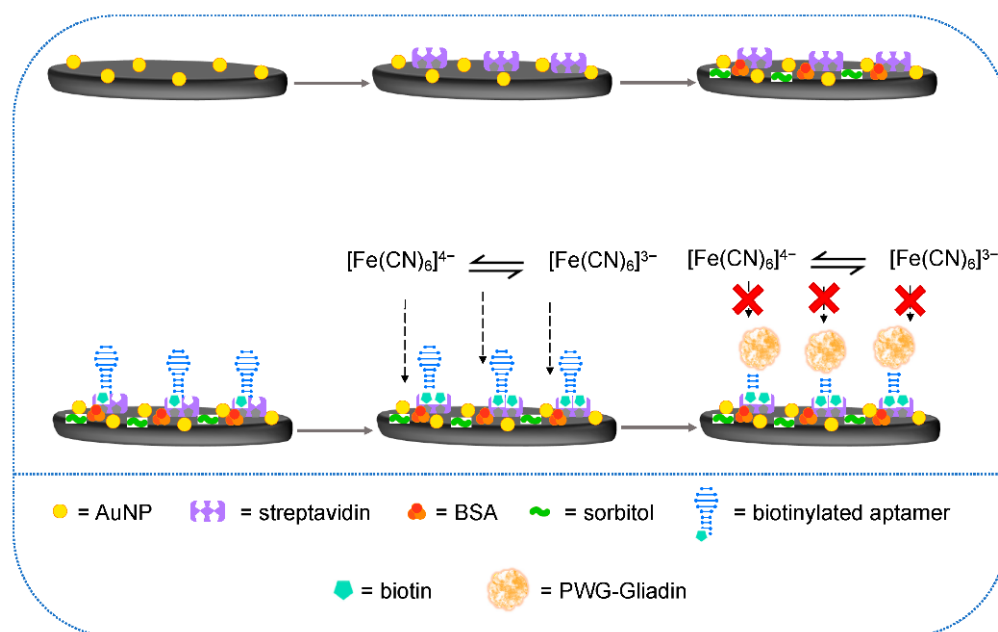 [Fe(CN)₆]⁴⁻ ⇌ [Fe(CN)₆]³⁻ [Fe(CN)₆]⁴⁻ ⇌ [Fe(CN)₆]³⁻
= AuNP = streptavidin = BSA = sorbitol = biotinylated aptamer
= biotin = PWG-Gliadin